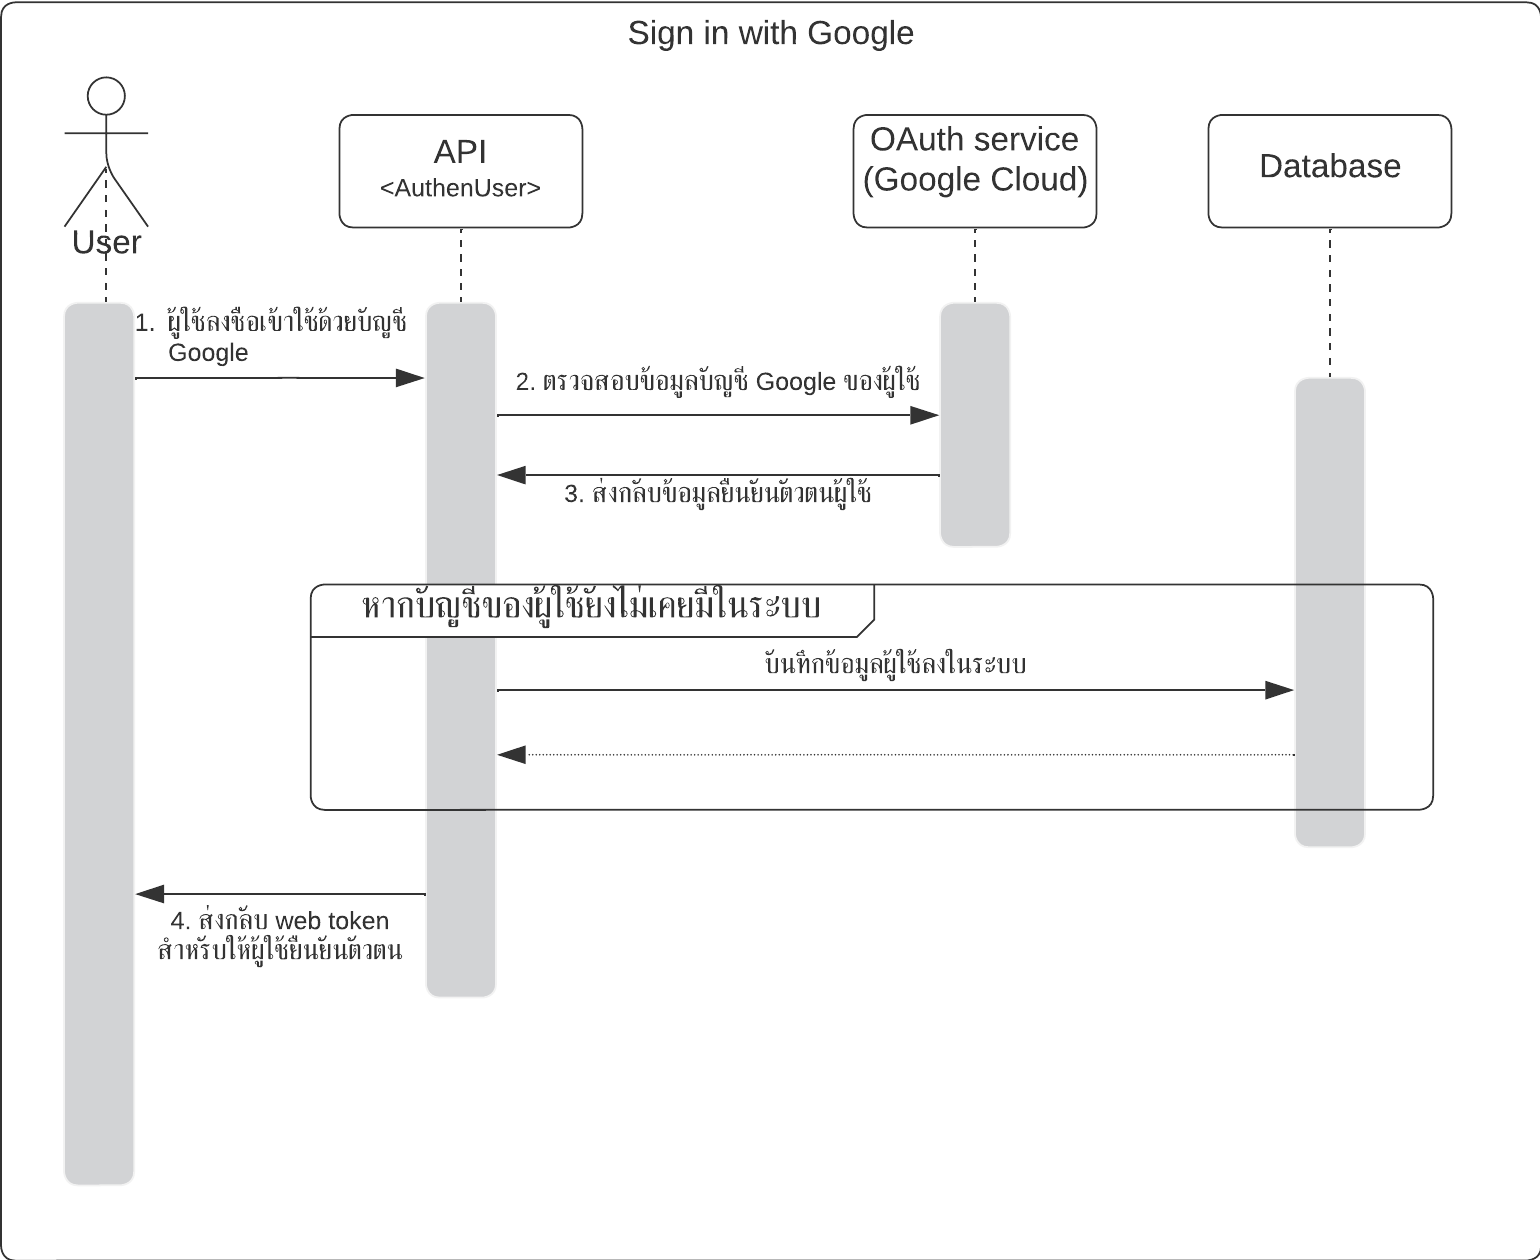 Sign in with Google
User
API
<AuthenUser>
OAuth service
(Google Cloud)
Database
1. ผู้ใช้ลงชื่อเข้าใช้ด้วยบัญชี
Google
2. ตรวจสอบข้อมูลบัญชี Google ของผู้ใช้
3. ส่งกลับข้อมูลยืนยันตัวตนผู้ใช้
หากบัญชีของผู้ใช้ยังไม่เคยมีในระบบ
บันทึกข้อมูลผู้ใช้ลงในระบบ
4. ส่งกลับ web token
สำหรับให้ผู้ใช้ยืนยันตัวตน